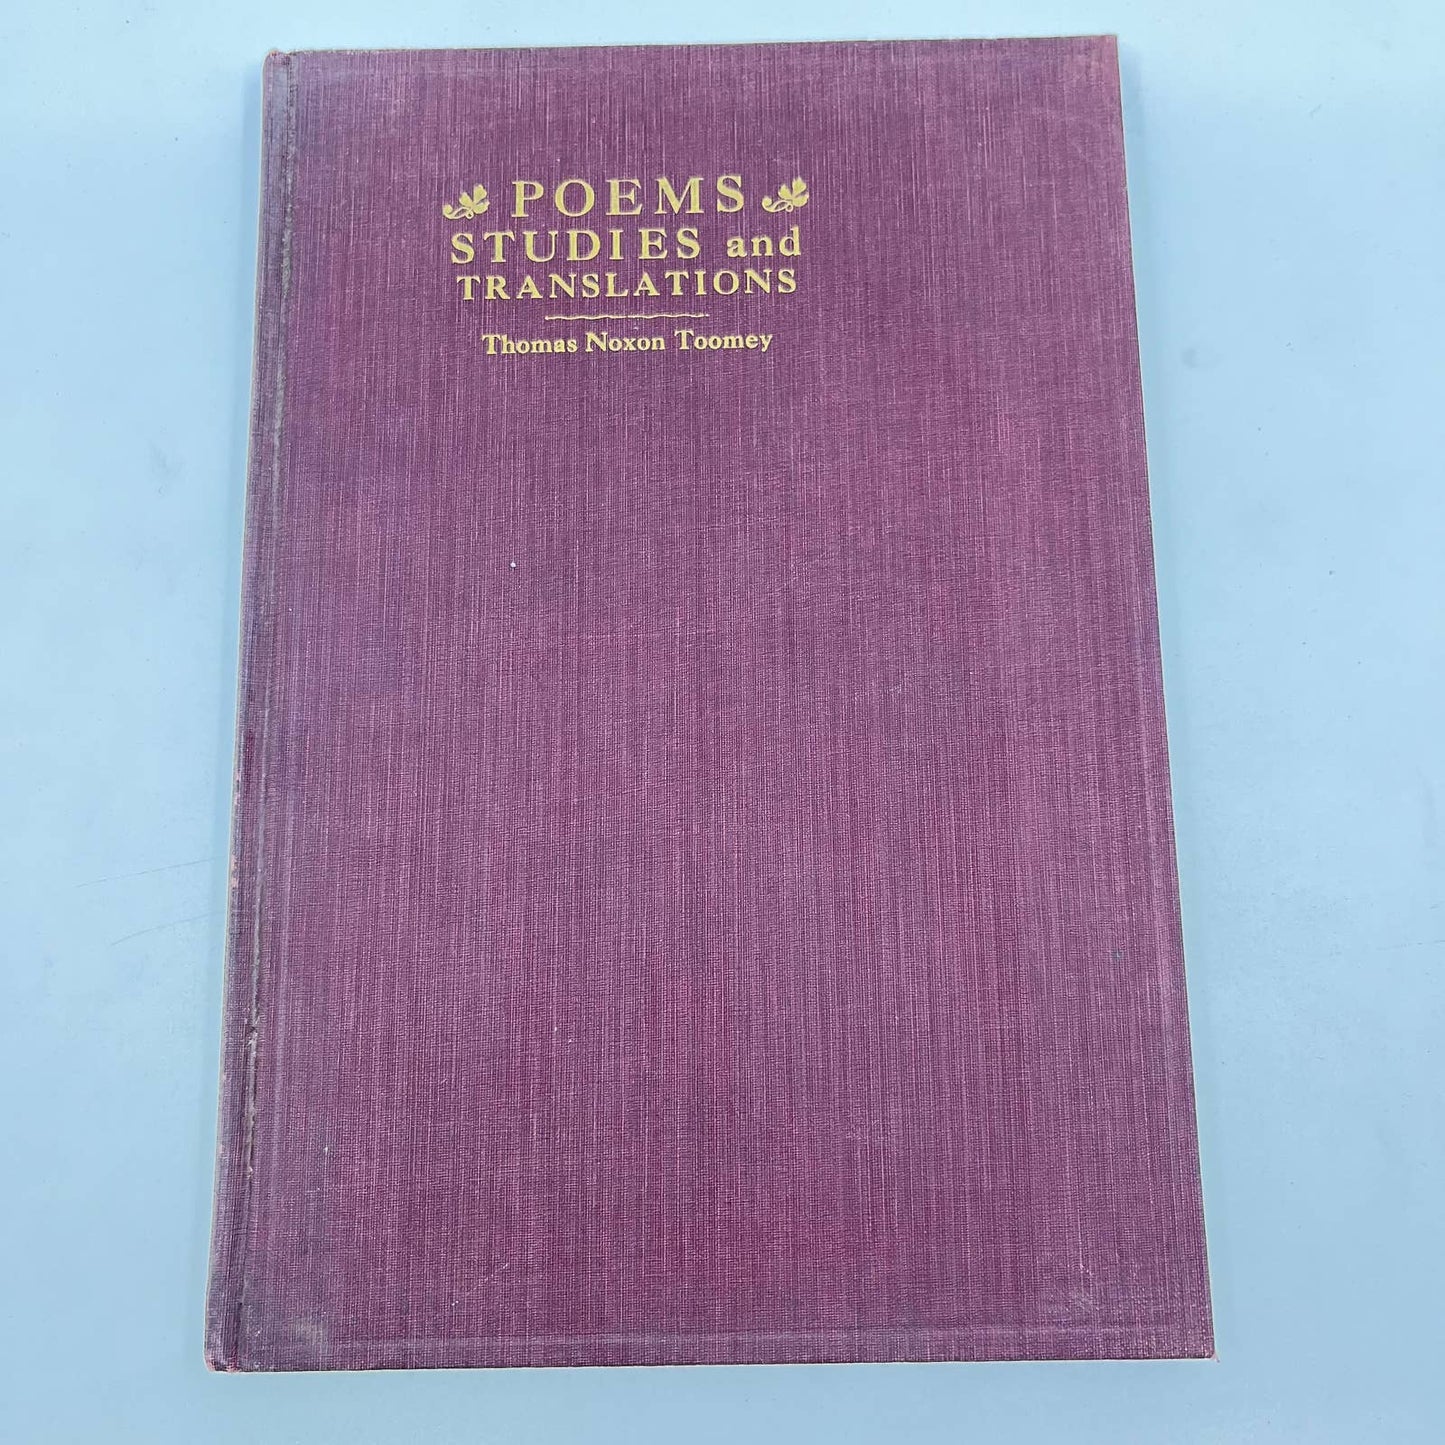 POEMS
STUDIES and
TRANSLATIONS
Thomas Noxon Toomey